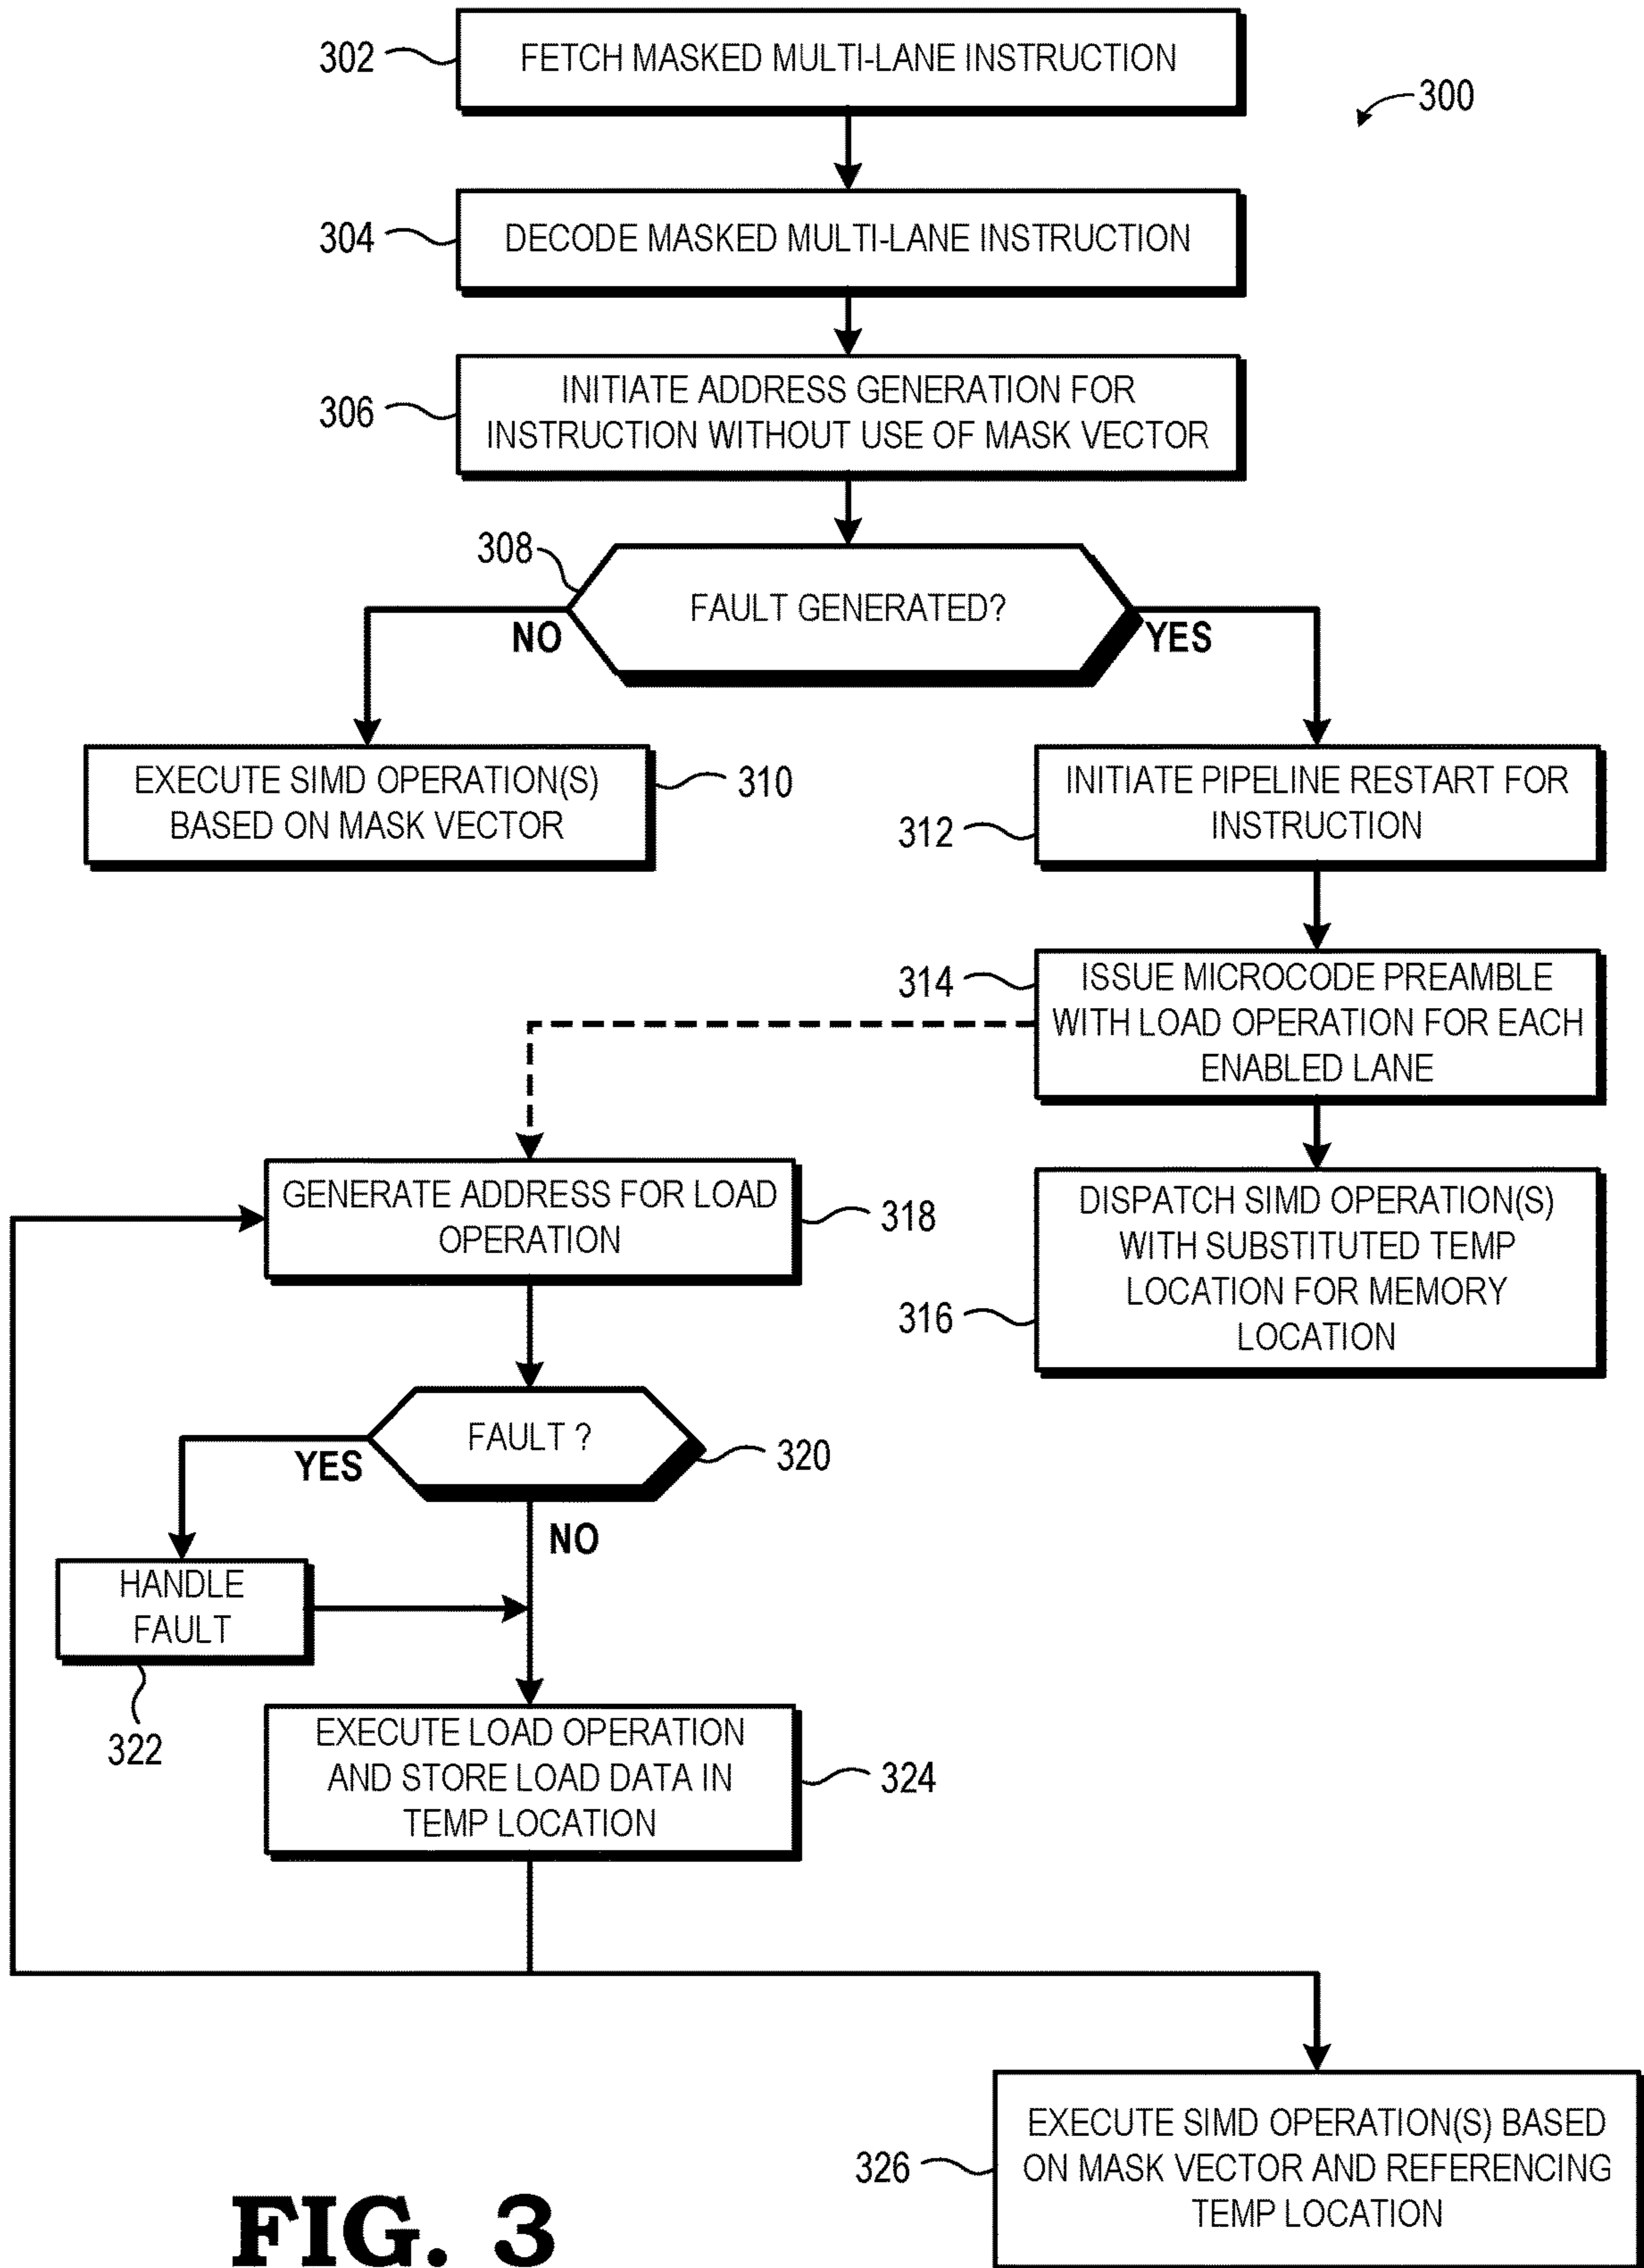 302
FETCH MASKED MULTI-LANE INSTRUCTION
300
304
DECODE MASKED MULTI-LANE INSTRUCTION
306
INITIATE ADDRESS GENERATION FOR
INSTRUCTION WITHOUT USE OF MASK VECTOR
308
FAULT GENERATED?
NO
YES
EXECUTE SIMD OPERATION(S)
BASED ON MASK VECTOR
310
312
INITIATE PIPELINE RESTART FOR
INSTRUCTION
314
ISSUE MICROCODE PREAMBLE
WITH LOAD OPERATION FOR EACH
ENABLED LANE
316
DISPATCH SIMD OPERATION(S)
WITH SUBSTITUTED TEMP
LOCATION FOR MEMORY
LOCATION
GENERATE ADDRESS FOR LOAD
OPERATION
318
FAULT ?
320
YES
NO
HANDLE
FAULT
322
EXECUTE LOAD OPERATION
AND STORE LOAD DATA IN
TEMP LOCATION
324
326
EXECUTE SIMD OPERATION(S) BASED
ON MASK VECTOR AND REFERENCING
TEMP LOCATION
FIG. 3